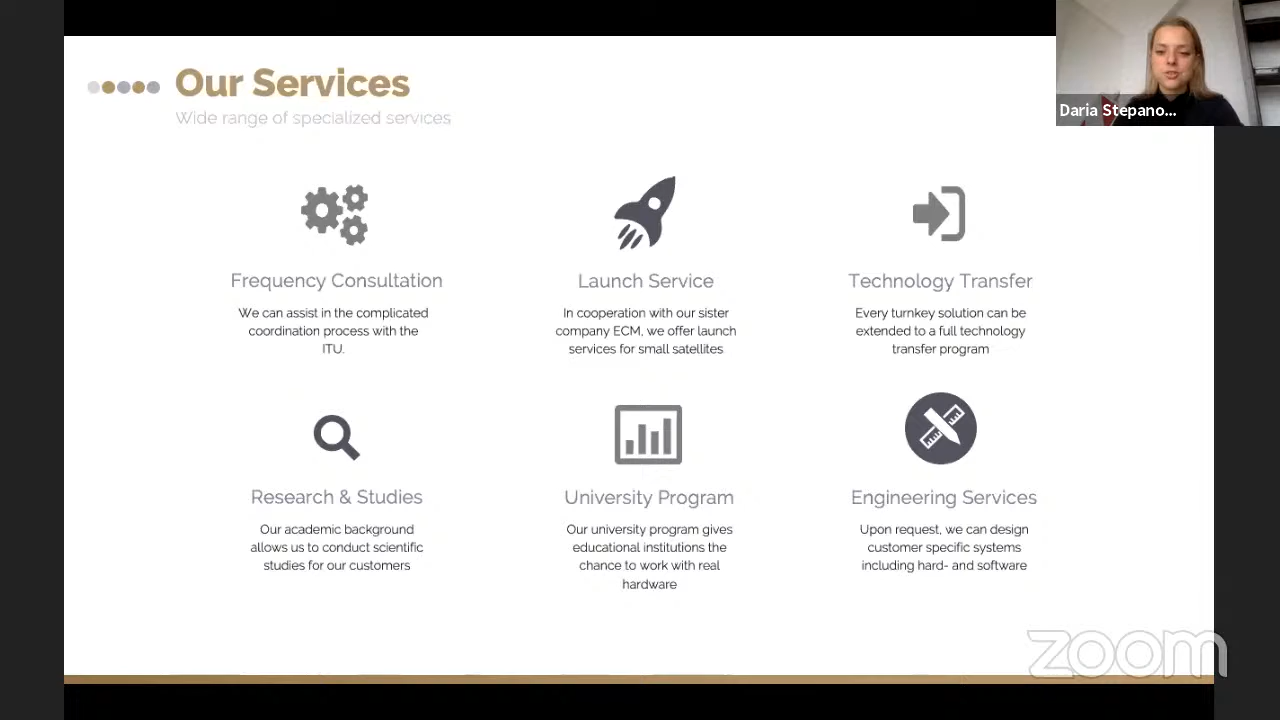 Our Services
Wide range of specialized services
Daria Stepano...
Frequency Consultation
We can assist in the complicated
coordination process with the
ITU.
Launch Service
In cooperation with our sister
company ECM, we offer launch
services for small satellites
Technology Transfer
Every turnkey solution can be
extended to a full technology
transfer program
Research & Studies
Our academic background
allows us to conduct scientific
studies for our customers
University Program
Our university program gives
educational institutions the
chance to work with real
hardware
Engineering Services
Upon request, we can design
customer specific systems
including hard- and software
zoom